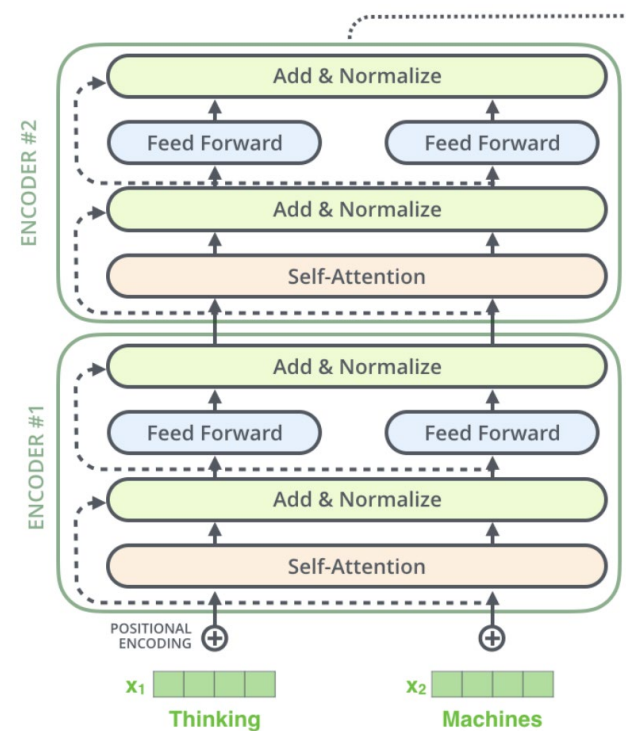 ENCODER #2
Add & Normalize
Feed Forward
Feed Forward
Add & Normalize
Self-Attention
ENCODER #1
Add & Normalize
Feed Forward
Feed Forward
Add & Normalize
Self-Attention
POSITIONAL
ENCODING
x₁
x₂
Thinking
Machines